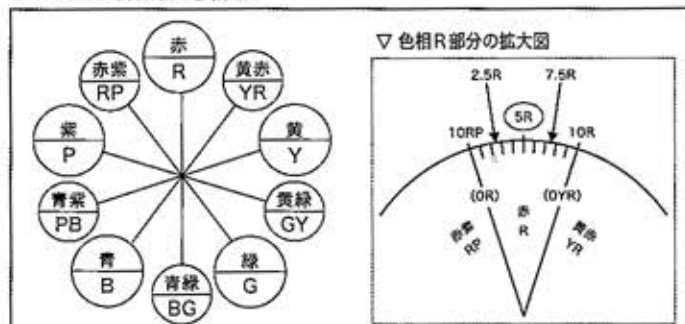 赤
R
黄赤
YR
黄
Y
黄緑
GY
緑
G
青緑
BG
青
B
青紫
PB
紫
P
赤紫
RP
▽ 色相R部分の拡大図
2.5R
7.5R
5R
10RP
10R
(0R)
(0YR)
赤紫
RP
赤
R
黄赤
YR